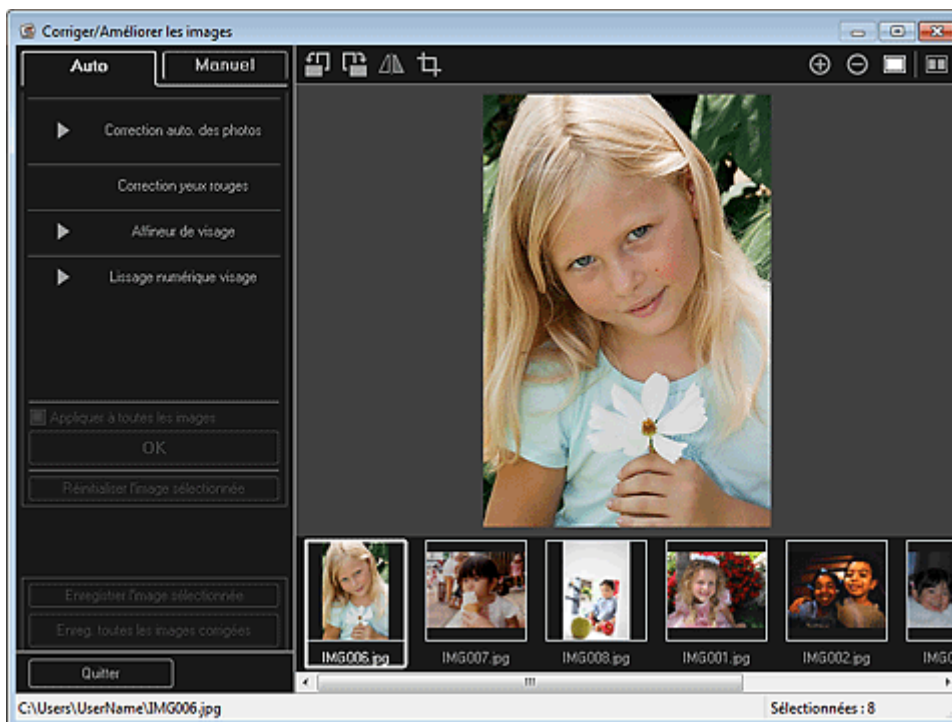 Corriger/Améliorer les images
Auto
Manuel
Correction auto. des photos
Correction yeux rouges
Affineur de visage
Lissage numérique visage
Appliquer à toutes les images
OK
Réinitialiser l'image sélectionnée
Enregistrer l'image sélectionnée
Enreg. toutes les images corrigées
Quitter
IMG006.jpg
IMG007.jpg
IMG008.jpg
IMG001.jpg
IMG002.jpg
C:\Users\UserName\IMG006.jpg
Sélectionnées : 8